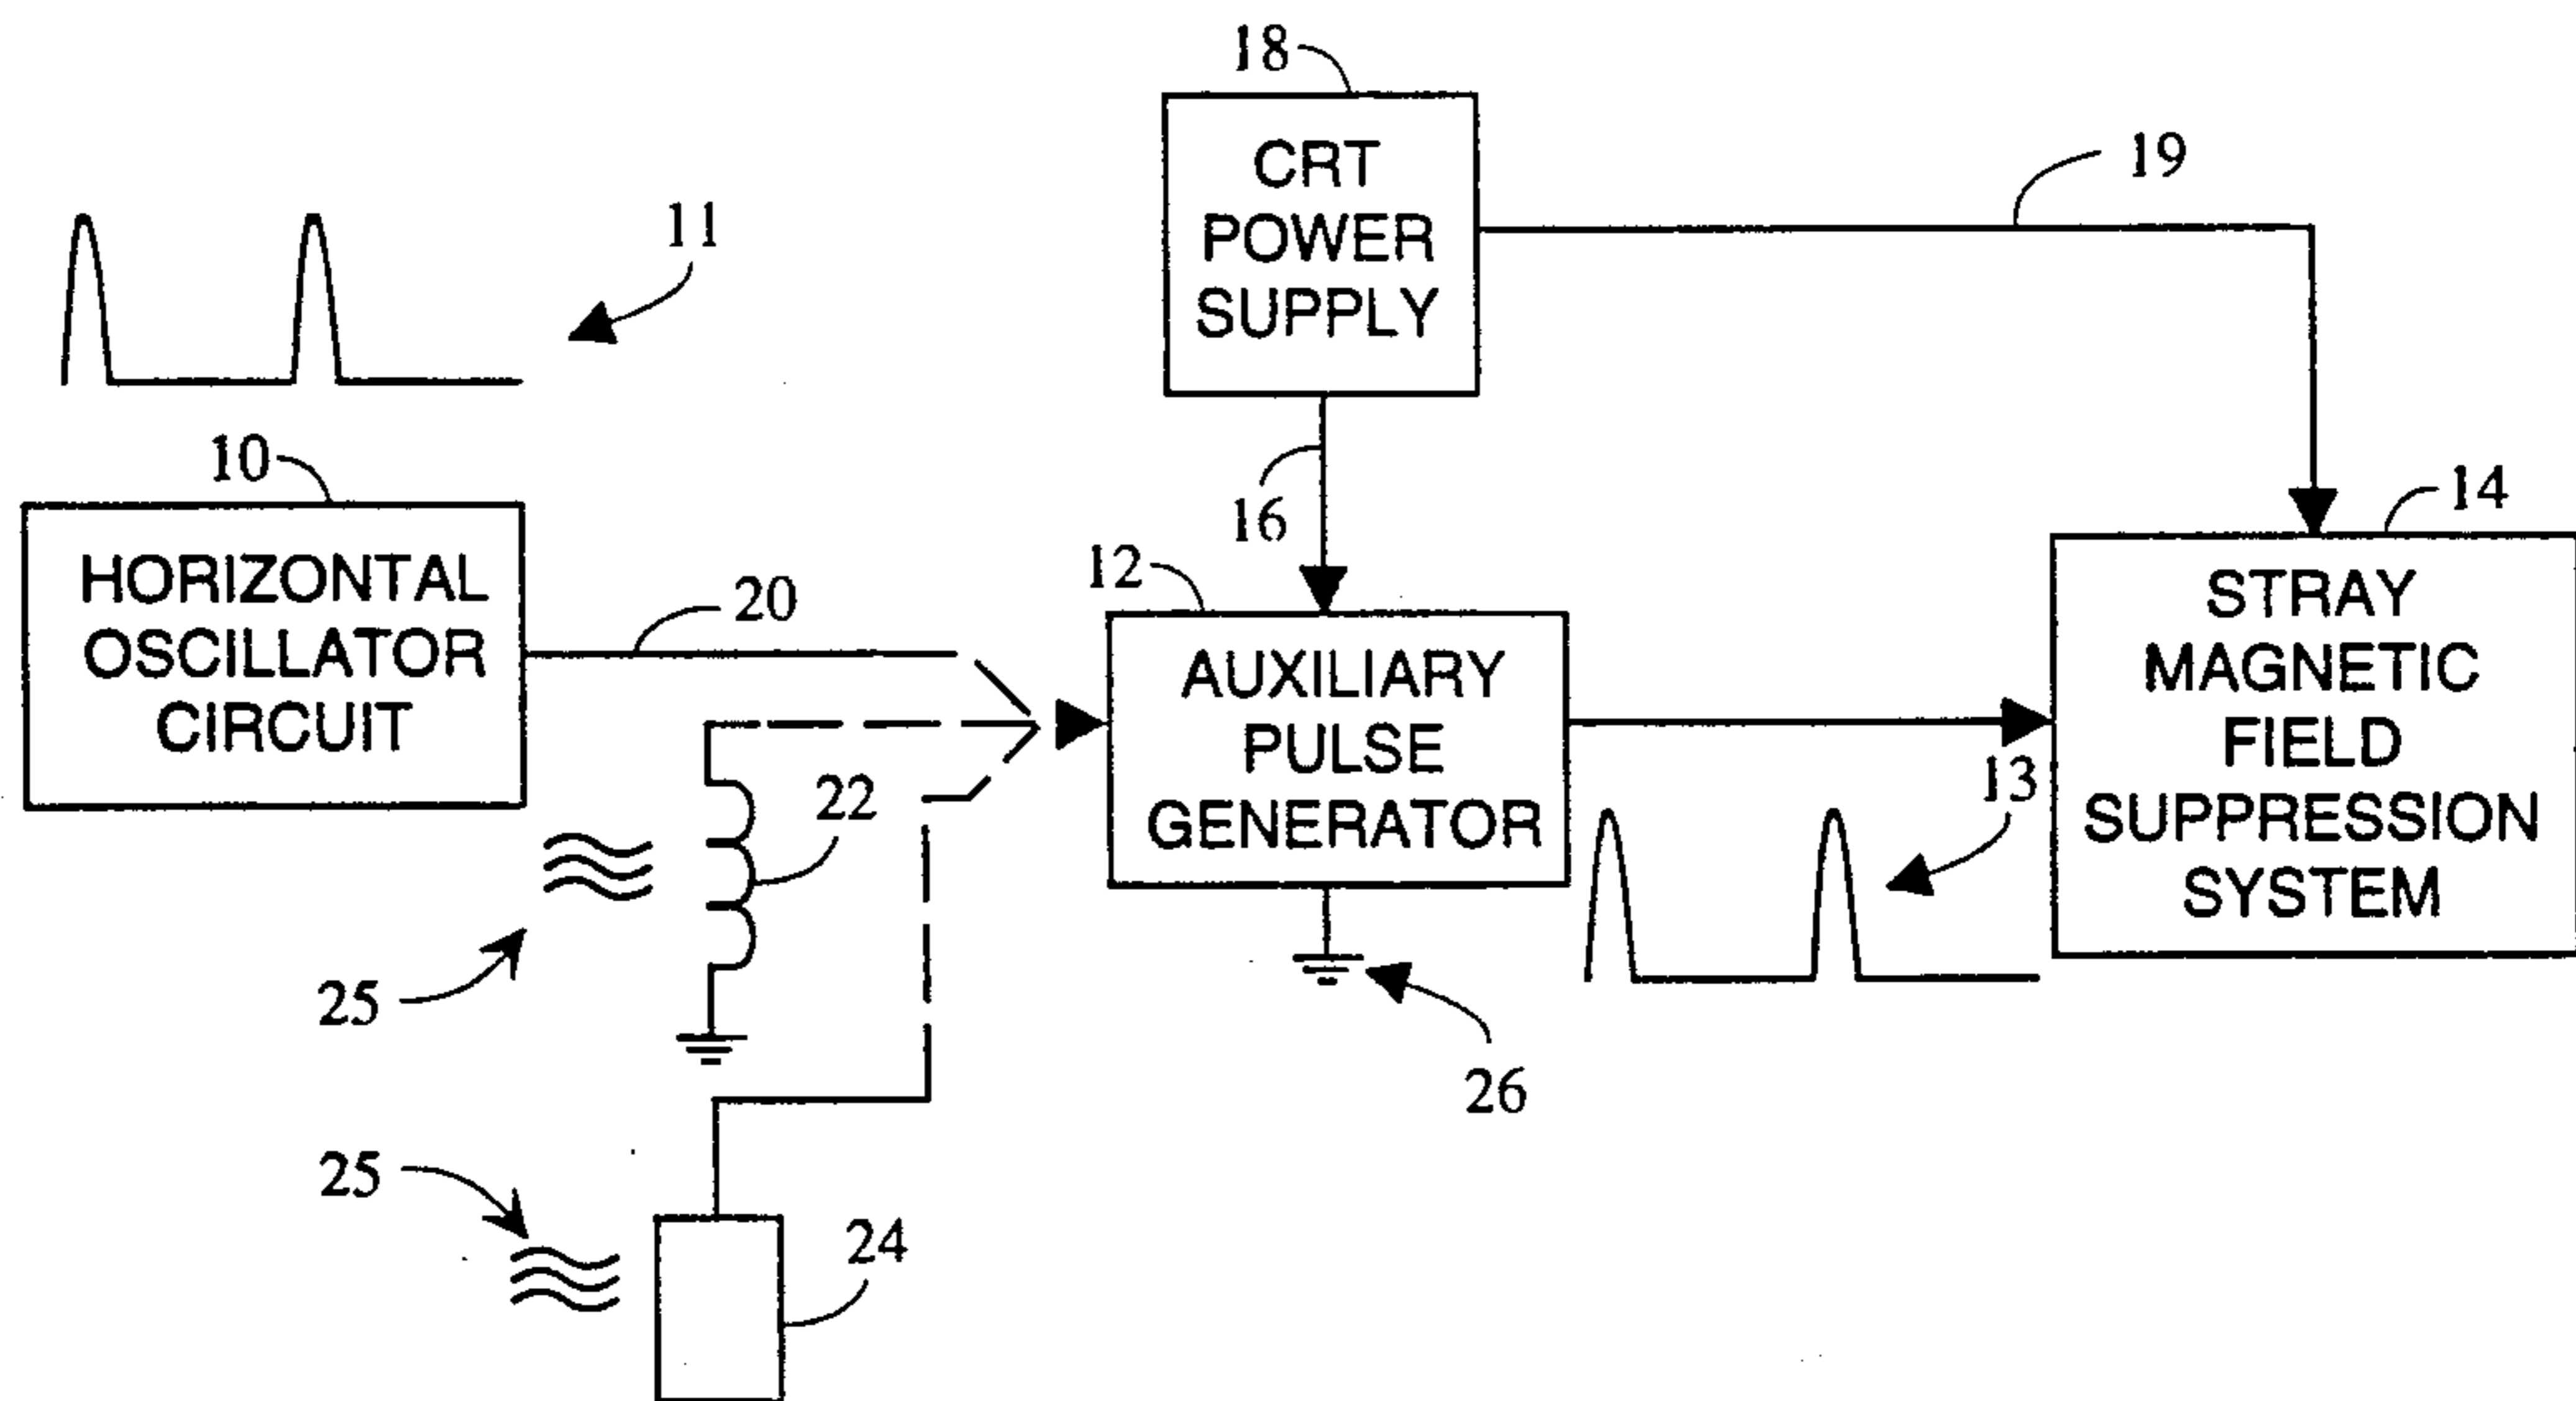 18
CRT
POWER
SUPPLY
19
11
10
HORIZONTAL
OSCILLATOR
CIRCUIT
20
16
12
AUXILIARY
PULSE
GENERATOR
14
STRAY
MAGNETIC
FIELD
SUPPRESSION
SYSTEM
13
22
25
26
25
24